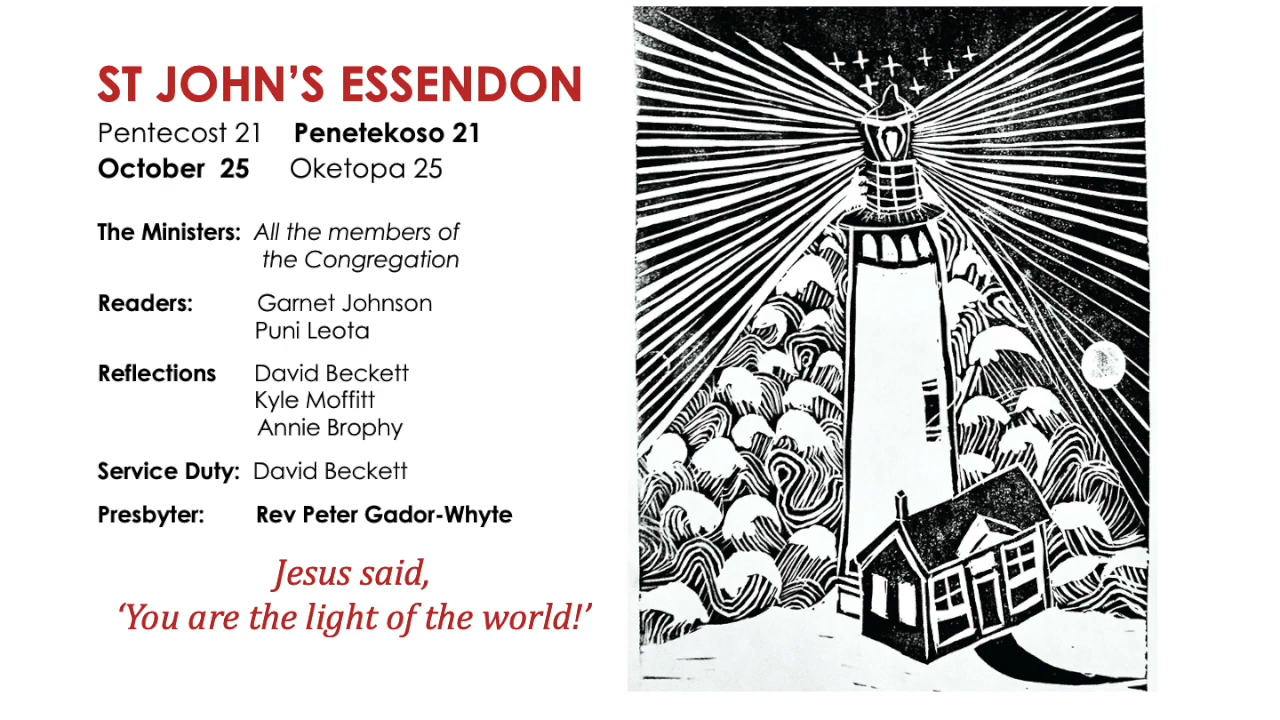 ST JOHN’S ESSENDON
Pentecost 21 Penetekoso 21
October 25 Oketopa 25
The Ministers: All the members of
the Congregation
Readers: Garnet Johnson
Puni Leota
Reflections David Beckett
Kyle Moffitt
Annie Brophy
Service Duty: David Beckett
Presbyter: Rev Peter Gador-Whyte
Jesus said,
‘You are the light of the world!’